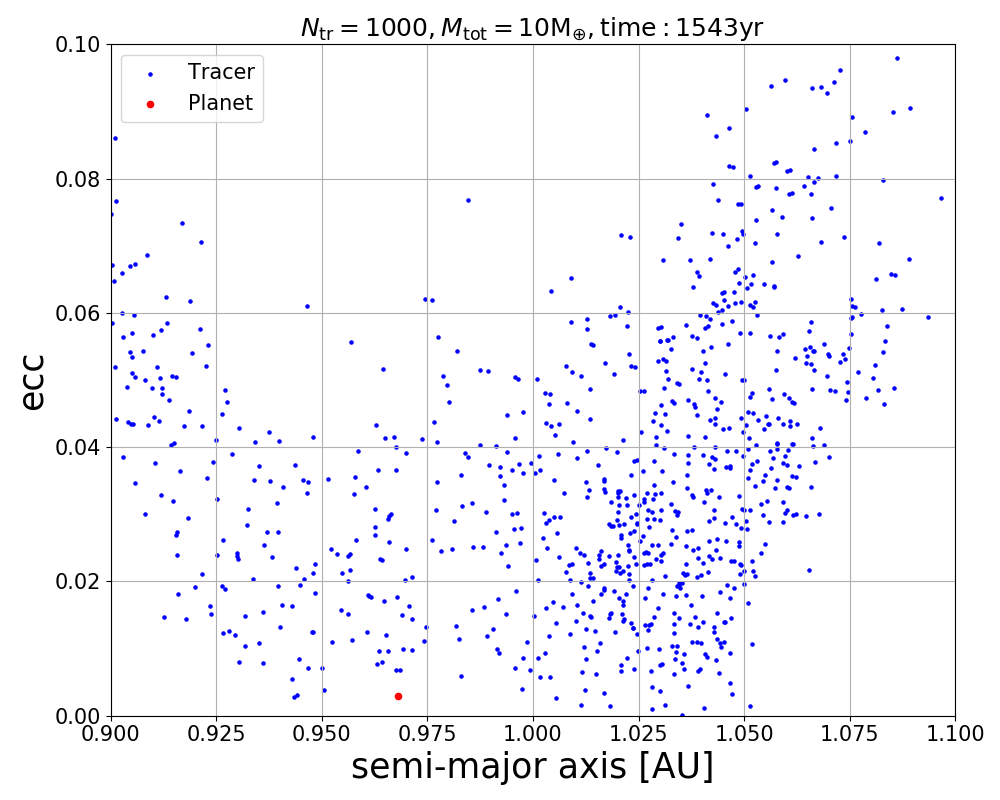 N_tr = 1000, M_tot = 10M_⊕, time : 1543yr
Tracer
Planet
ecc
0.10
0.08
0.06
0.04
0.02
0.00
0.900 0.925 0.950 0.975 1.000 1.025 1.050 1.075 1.100
semi-major axis [AU]